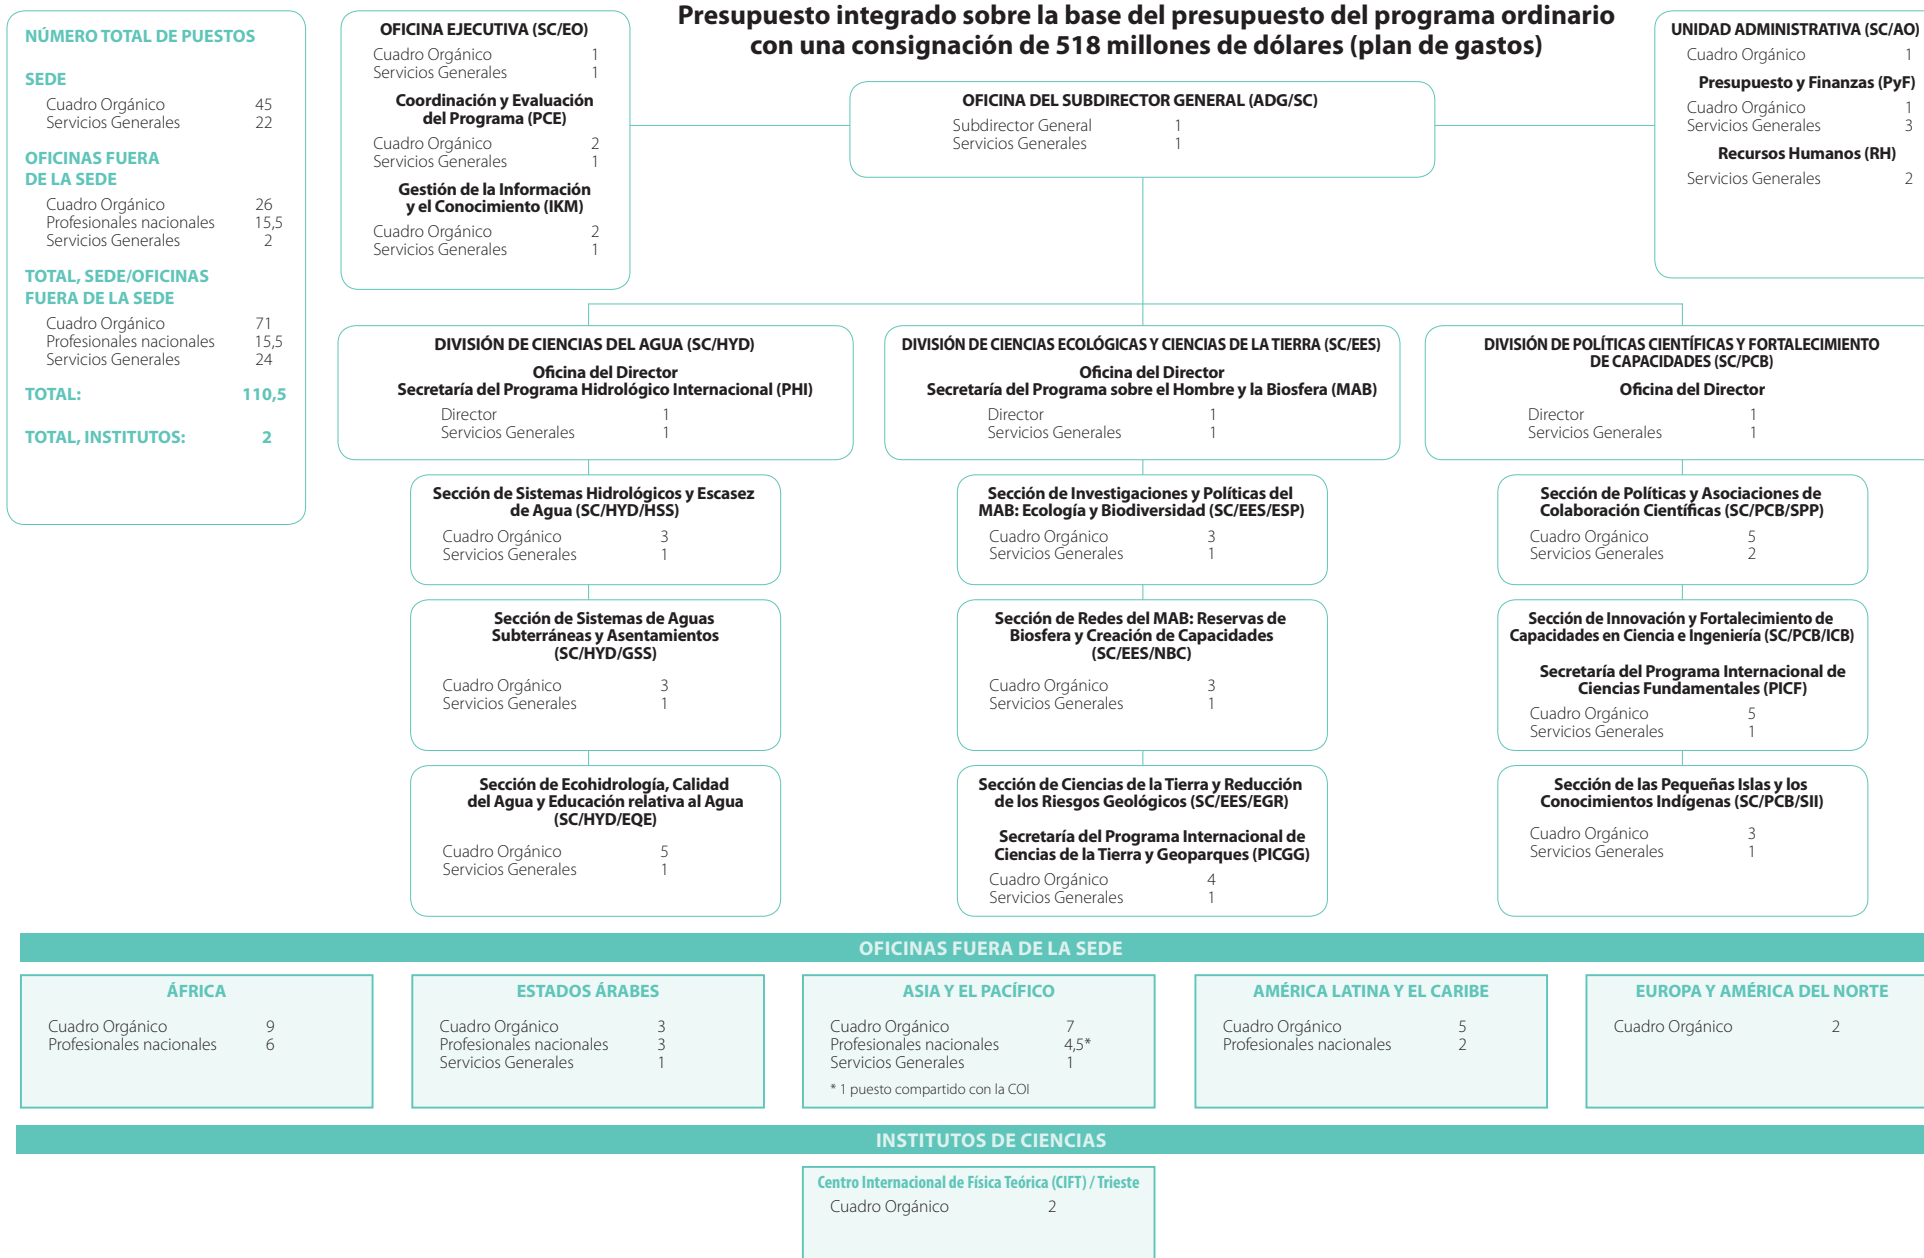 Presupuesto integrado sobre la base del presupuesto del programa ordinario
con una consignación de 518 millones de dólares (plan de gastos)
NÚMERO TOTAL DE PUESTOS
SEDE
Cuadro Orgánico 45
Servicios Generales 22
OFICINAS FUERA
DE LA SEDE
Cuadro Orgánico 26
Profesionales nacionales 15,5
Servicios Generales 2
TOTAL, SEDE/OFICINAS
FUERA DE LA SEDE
Cuadro Orgánico 71
Profesionales nacionales 15,5
Servicios Generales 24
TOTAL: 110,5
TOTAL, INSTITUTOS: 2
OFICINA EJECUTIVA (SC/EO)
Cuadro Orgánico 1
Servicios Generales 1
Coordinación y Evaluación
del Programa (PCE)
Cuadro Orgánico 2
Servicios Generales 1
Gestión de la Información
y el Conocimiento (IKM)
Cuadro Orgánico 2
Servicios Generales 1
OFICINA DEL SUBDIRECTOR GENERAL (ADG/SC)
Subdirector General 1
Servicios Generales 1
UNIDAD ADMINISTRATIVA (SC/AO)
Cuadro Orgánico 1
Presupuesto y Finanzas (PyF)
Cuadro Orgánico 1
Servicios Generales 3
Recursos Humanos (RH)
Servicios Generales 2
DIVISIÓN DE CIENCIAS DEL AGUA (SC/HYD)
Oficina del Director
Secretaría del Programa Hidrológico Internacional (PHI)
Director 1
Servicios Generales 1
Sección de Sistemas Hidrológicos y Escasez
de Agua (SC/HYD/HSS)
Cuadro Orgánico 3
Servicios Generales 1
Sección de Sistemas de Aguas
Subterráneas y Asentamientos
(SC/HYD/GSS)
Cuadro Orgánico 3
Servicios Generales 1
Sección de Ecohidrología, Calidad
del Agua y Educación relativa al Agua
(SC/HYD/EQE)
Cuadro Orgánico 5
Servicios Generales 1
DIVISIÓN DE CIENCIAS ECOLÓGICAS Y CIENCIAS DE LA TIERRA (SC/EES)
Oficina del Director
Secretaría del Programa sobre el Hombre y la Biosfera (MAB)
Director 1
Servicios Generales 1
Sección de Investigaciones y Políticas del
MAB: Ecología y Biodiversidad (SC/EES/ESP)
Cuadro Orgánico 3
Servicios Generales 1
Sección de Redes del MAB: Reservas de
Biosfera y Creación de Capacidades
(SC/EES/NBC)
Cuadro Orgánico 3
Servicios Generales 1
Sección de Ciencias de la Tierra y Reducción
de los Riesgos Geológicos (SC/EES/EGR)
Secretaría del Programa Internacional de
Ciencias de la Tierra y Geoparques (PICGG)
Cuadro Orgánico 4
Servicios Generales 1
DIVISIÓN DE POLÍTICAS CIENTÍFICAS Y FORTALECIMIENTO
DE CAPACIDADES (SC/PCB)
Oficina del Director
Director 1
Servicios Generales 1
Sección de Políticas y Asociaciones de
Colaboración Científicas (SC/PCB/SPP)
Cuadro Orgánico 5
Servicios Generales 2
Sección de Innovación y Fortalecimiento de
Capacidades en Ciencia e Ingeniería (SC/PCB/ICB)
Secretaría del Programa Internacional de
Ciencias Fundamentales (PICF)
Cuadro Orgánico 5
Servicios Generales 1
Sección de las Pequeñas Islas y los
Conocimientos Indígenas (SC/PCB/SII)
Cuadro Orgánico 3
Servicios Generales 1
OFICINAS FUERA DE LA SEDE
ÁFRICA
Cuadro Orgánico 9
Profesionales nacionales 6
ESTADOS ÁRABES
Cuadro Orgánico 3
Profesionales nacionales 3
Servicios Generales 1
ASIA Y EL PACÍFICO
Cuadro Orgánico 7
Profesionales nacionales 4,5*
Servicios Generales 1
* 1 puesto compartido con la COI
AMÉRICA LATINA Y EL CARIBE
Cuadro Orgánico 5
Profesionales nacionales 2
EUROPA Y AMÉRICA DEL NORTE
Cuadro Orgánico 2
INSTITUTOS DE CIENCIAS
Centro Internacional de Física Teórica (CIFT) / Trieste
Cuadro Orgánico 2